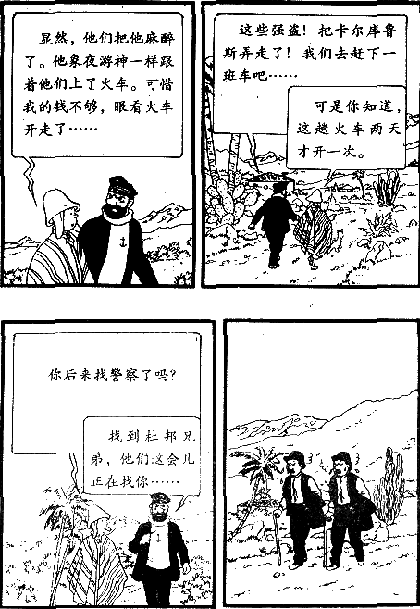 显然，他们把他麻醉
了。他象夜游神一样跟
着他们上了火车。可惜
我的钱不够，眼看火车
开走了……
这些强盗！把卡尔库鲁
斯弄走了！我们去赶下一
班车吧……
可是你知道，
这趟火车两天
才开一次。
你后来找警察了吗？
找到杜邦兄
弟，他们这会儿
正在找你……
? ?